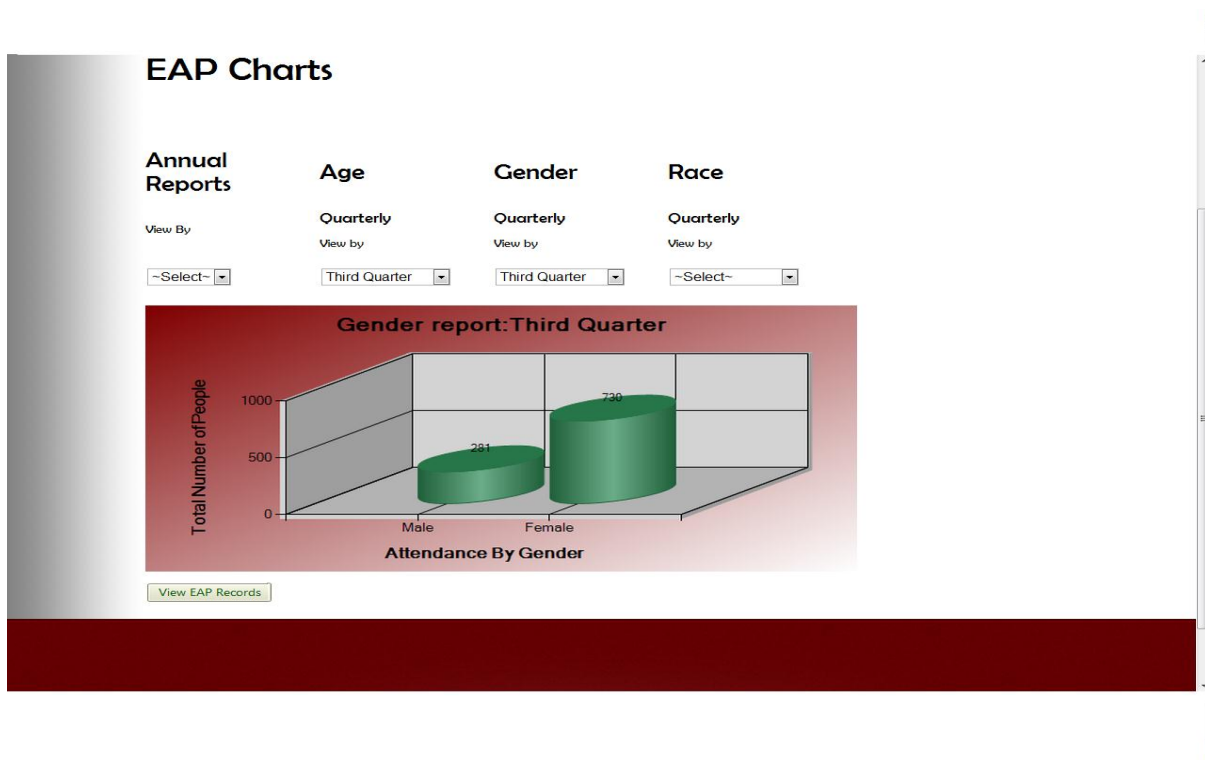 EAP Charts
Annual
Reports
Age
Gender
Race
Quarterly
Quarterly
Quarterly
View By
View by
View by
View by
~Select~
Third Quarter
Third Quarter
~Select~
Gender report:Third Quarter
Total Number of People
1000
500
0
281
730
Male
Female
Attendance By Gender
View EAP Records